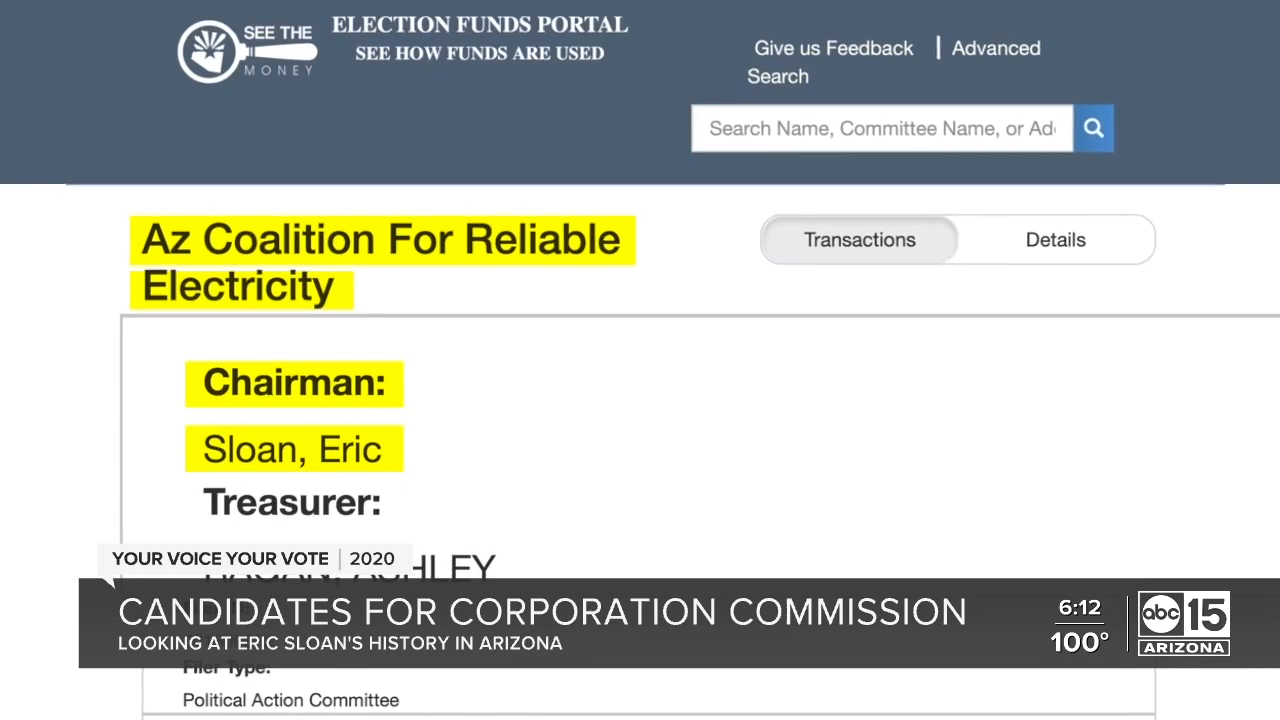 SEE THE
MONEY
ELECTION FUNDS PORTAL
SEE HOW FUNDS ARE USED
Give us Feedback | Advanced
Search
Search Name, Committee Name, or Ad
Az Coalition For Reliable
Electricity
Transactions
Details
Chairman:
Sloan, Eric
Treasurer:
YOUR VOICE YOUR VOTE | 2020
CANDIDATES FOR CORPORATION COMMISSION
LOOKING AT ERIC SLOAN'S HISTORY IN ARIZONA
6:12
100°
abc 15
ARIZONA
Filer Type:
Political Action Committee